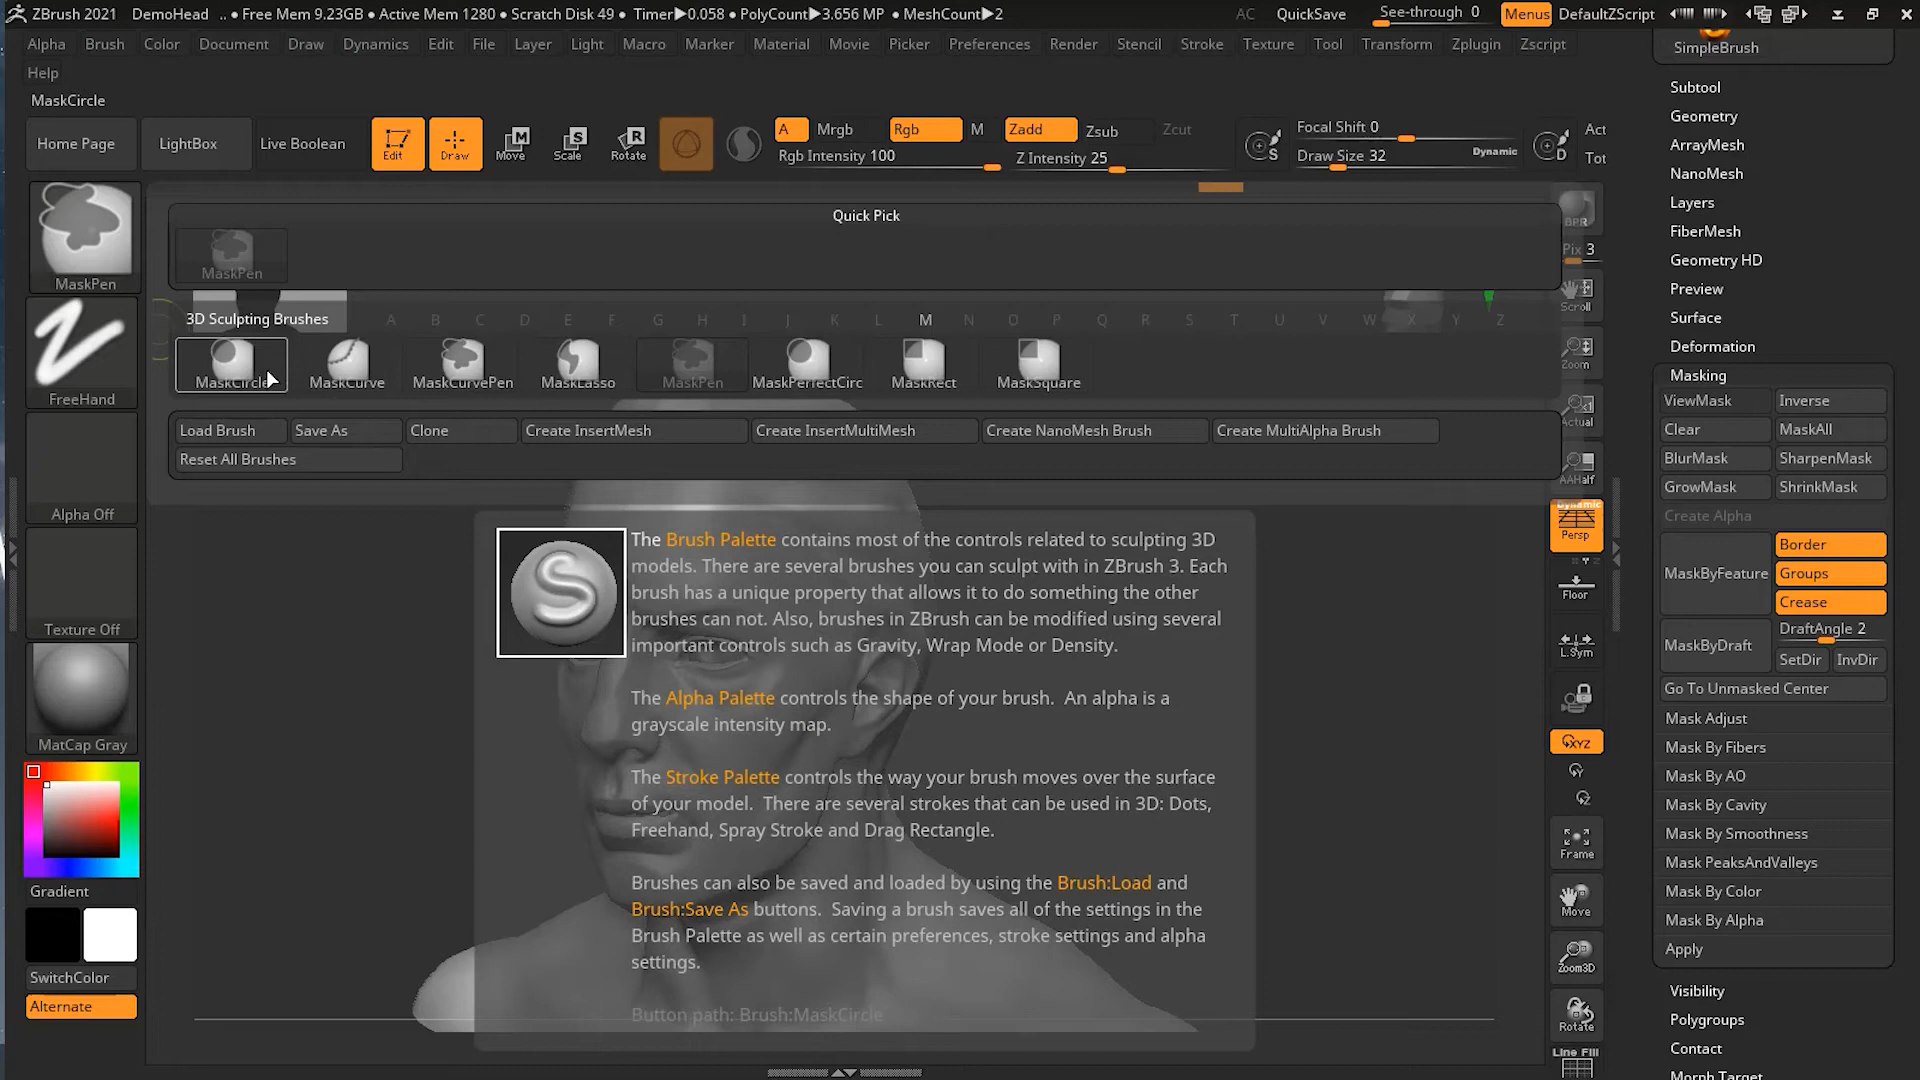 ZBrush 2021 DemoHead .. • Free Mem 9.23GB • Active Mem 1280 • Scratch Disk 49 • Timer▶0.058 • PolyCount▶3.656 MP • MeshCount▶2 AC QuickSave See-through 0 Menus DefaultZScript
Alpha Brush Color Document Draw Dynamics Edit File Layer Light Macro Marker Material Movie Picker Preferences Render Stencil Stroke Texture Tool Transform Zplugin Zscript
Help
MaskCircle
Home Page LightBox Live Boolean Edit Draw Move Scale Rotate
A Mrgb Rgb M Zadd Zsub Zcut
Rgb Intensity 100 Z Intensity 25
Focal Shift 0
Draw Size 32 Dynamic
S D
Act
Tot
MaskPen
FreeHand
Alpha Off
Texture Off
MatCap Gray
Gradient
SwitchColor
Alternate
Quick Pick
MaskPen
3D Sculpting Brushes A B C D E F G H I J K L M N O P Q R S T U V W X Y Z
MaskCircle MaskCurve MaskCurvePen MaskLasso MaskPen MaskPerfectCirc MaskRect MaskSquare
Load Brush Save As Clone Create InsertMesh Create InsertMultiMesh Create NanoMesh Brush Create MultiAlpha Brush
Reset All Brushes
The Brush Palette contains most of the controls related to sculpting 3D
models. There are several brushes you can sculpt with in ZBrush 3. Each
brush has a unique property that allows it to do something the other
brushes can not. Also, brushes in ZBrush can be modified using several
important controls such as Gravity, Wrap Mode or Density.
The Alpha Palette controls the shape of your brush. An alpha is a
grayscale intensity map.
The Stroke Palette controls the way your brush moves over the surface
of your model. There are several strokes that can be used in 3D: Dots,
Freehand, Spray Stroke and Drag Rectangle.
Brushes can also be saved and loaded by using the Brush:Load and
Brush:Save As buttons. Saving a brush saves all of the settings in the
Brush Palette as well as certain preferences, stroke settings and alpha
settings.
Button path: Brush:MaskCircle
BPR
Pix 3
Scroll
Zoom
Actual
AAHalf
Dynamic
Persp
Floor
L.Sym
XYZ
Y
Z
Frame
Move
Zoom3D
Rotate
Line Fill
SimpleBrush
Subtool
Geometry
ArrayMesh
NanoMesh
Layers
FiberMesh
Geometry HD
Preview
Surface
Deformation
Masking
ViewMask Inverse
Clear MaskAll
BlurMask SharpenMask
GrowMask ShrinkMask
Create Alpha
MaskByFeature Border
Groups
Crease
MaskByDraft DraftAngle 2
SetDir InvDir
Go To Unmasked Center
Mask Adjust
Mask By Fibers
Mask By AO
Mask By Cavity
Mask By Smoothness
Mask PeaksAndValleys
Mask By Color
Mask By Alpha
Apply
Visibility
Polygroups
Contact
Morph Target